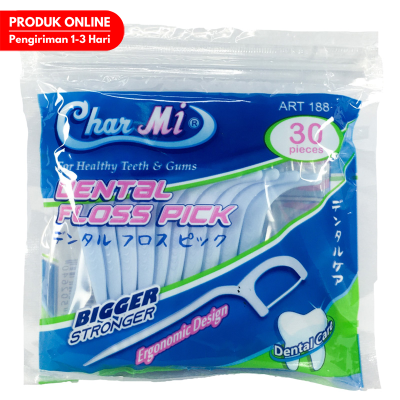 PRODUK ONLINE
Pengiriman 1-3 Hari
ART 188-
Char Mi®
30
pieces
For Healthy Teeth & Gums
DENTAL
FLOSS PICK
デンタル フロス ピック
デンタルケア
BIGGER
STRONGER
Ergonomic Design
Dental Care